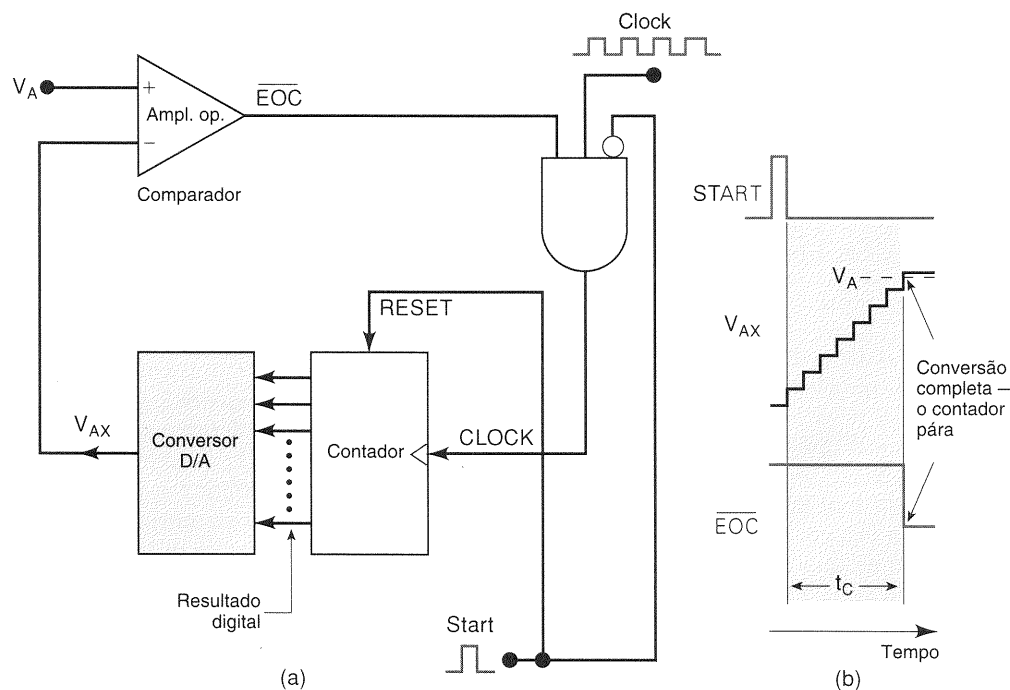 Clock
V_A
+
Ampl. op.
−
EOC
Comparador
RESET
V_AX
Conversor
D/A
Contador
CLOCK
Resultado
digital
Start
(a)
START
V_A
V_AX
Conversão
completa —
o contador
pára
EOC
t_C
Tempo
(b)